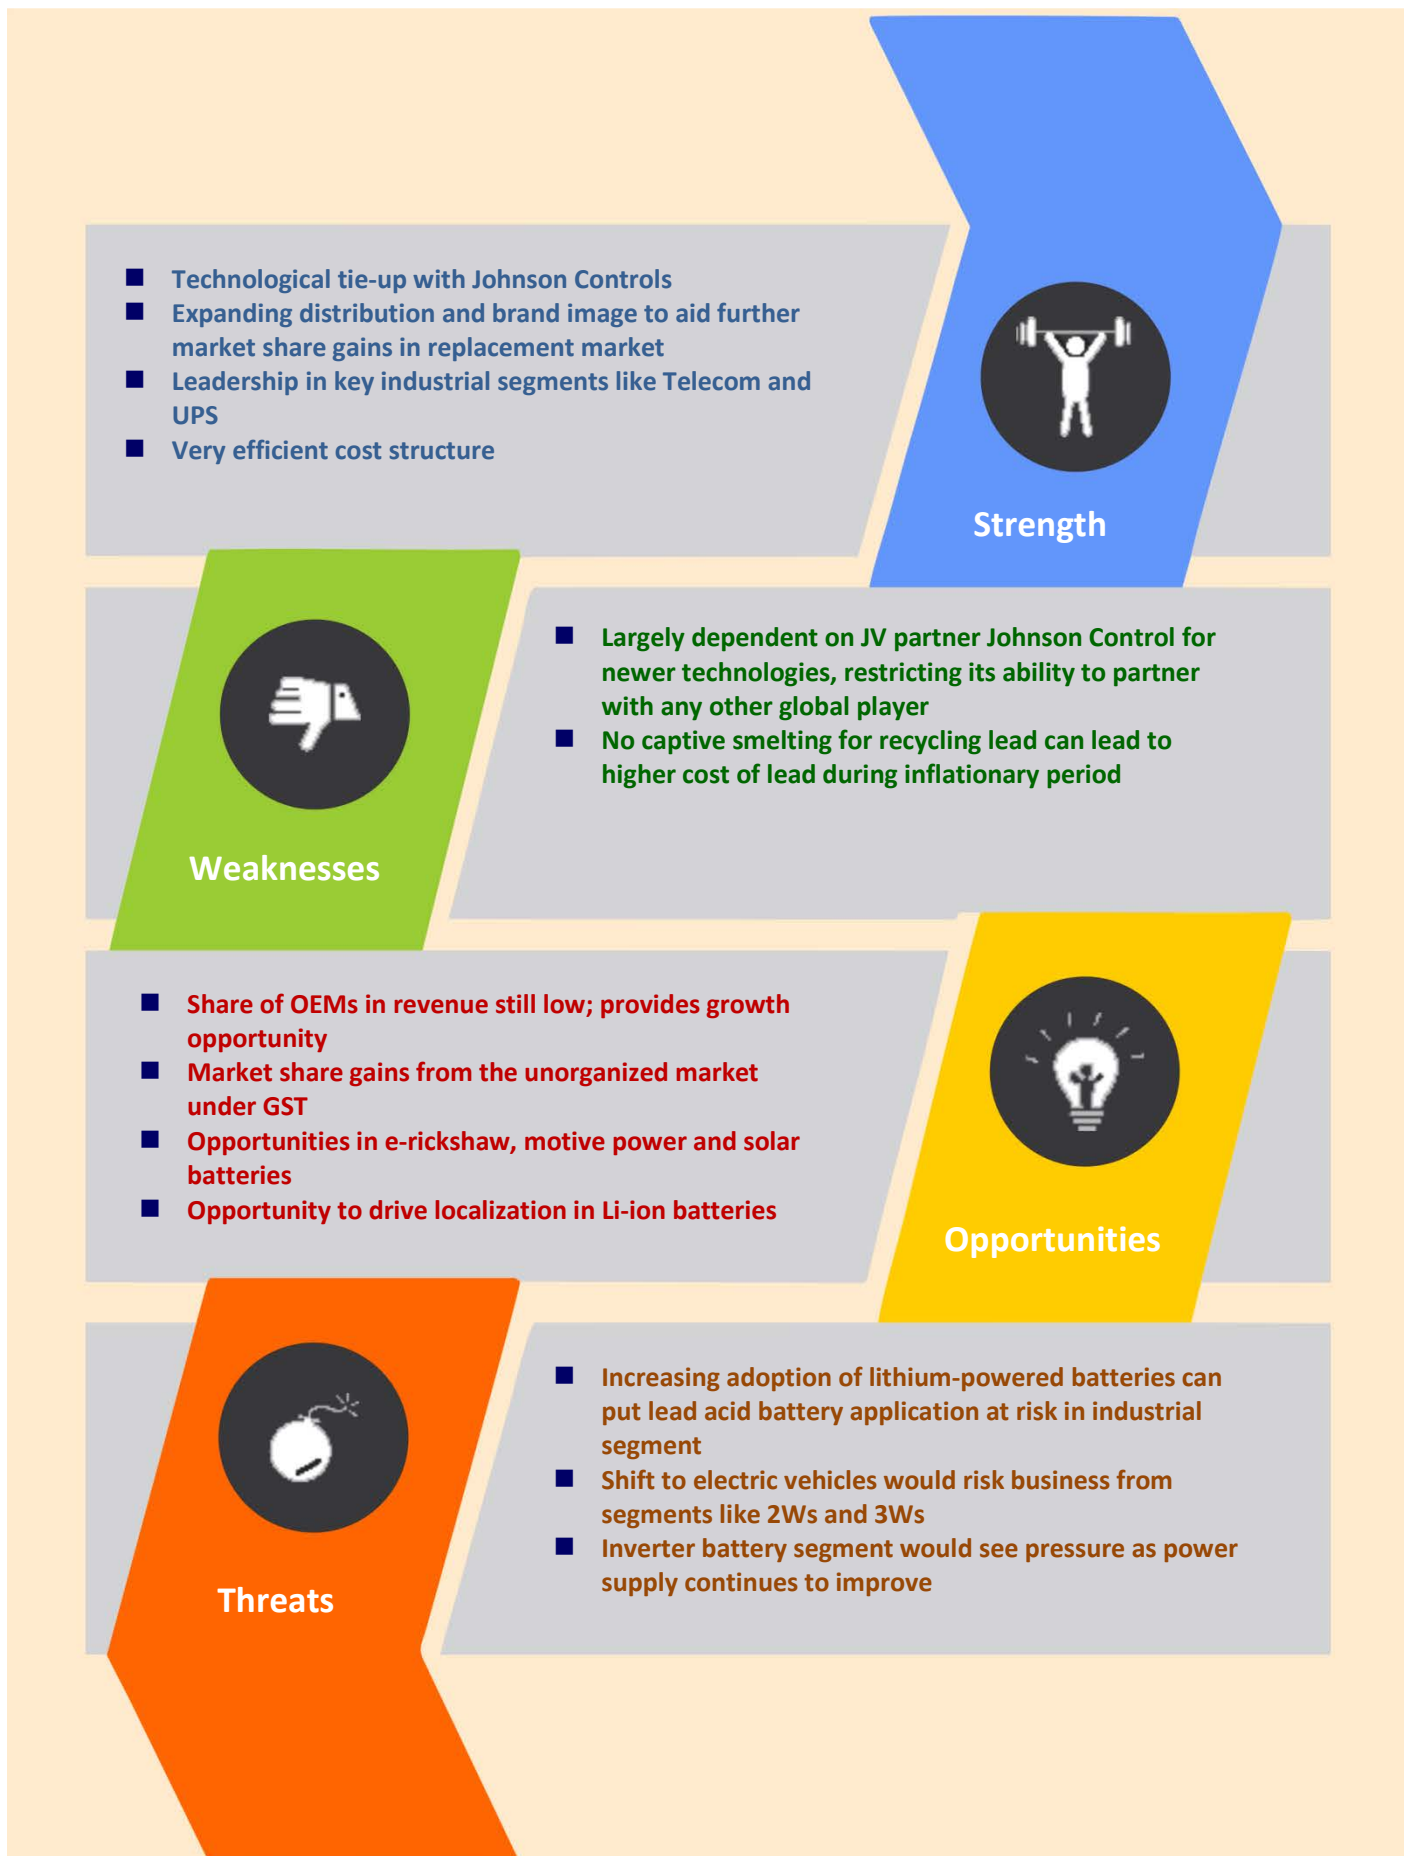 ■ Technological tie-up with Johnson Controls
■ Expanding distribution and brand image to aid further
market share gains in replacement market
■ Leadership in key industrial segments like Telecom and
UPS
■ Very efficient cost structure
Strength
■ Largely dependent on JV partner Johnson Control for
newer technologies, restricting its ability to partner
with any other global player
■ No captive smelting for recycling lead can lead to
higher cost of lead during inflationary period
Weaknesses
■ Share of OEMs in revenue still low; provides growth
opportunity
■ Market share gains from the unorganized market
under GST
■ Opportunities in e-rickshaw, motive power and solar
batteries
■ Opportunity to drive localization in Li-ion batteries
Opportunities
■ Increasing adoption of lithium-powered batteries can
put lead acid battery application at risk in industrial
segment
■ Shift to electric vehicles would risk business from
segments like 2Ws and 3Ws
■ Inverter battery segment would see pressure as power
supply continues to improve
Threats